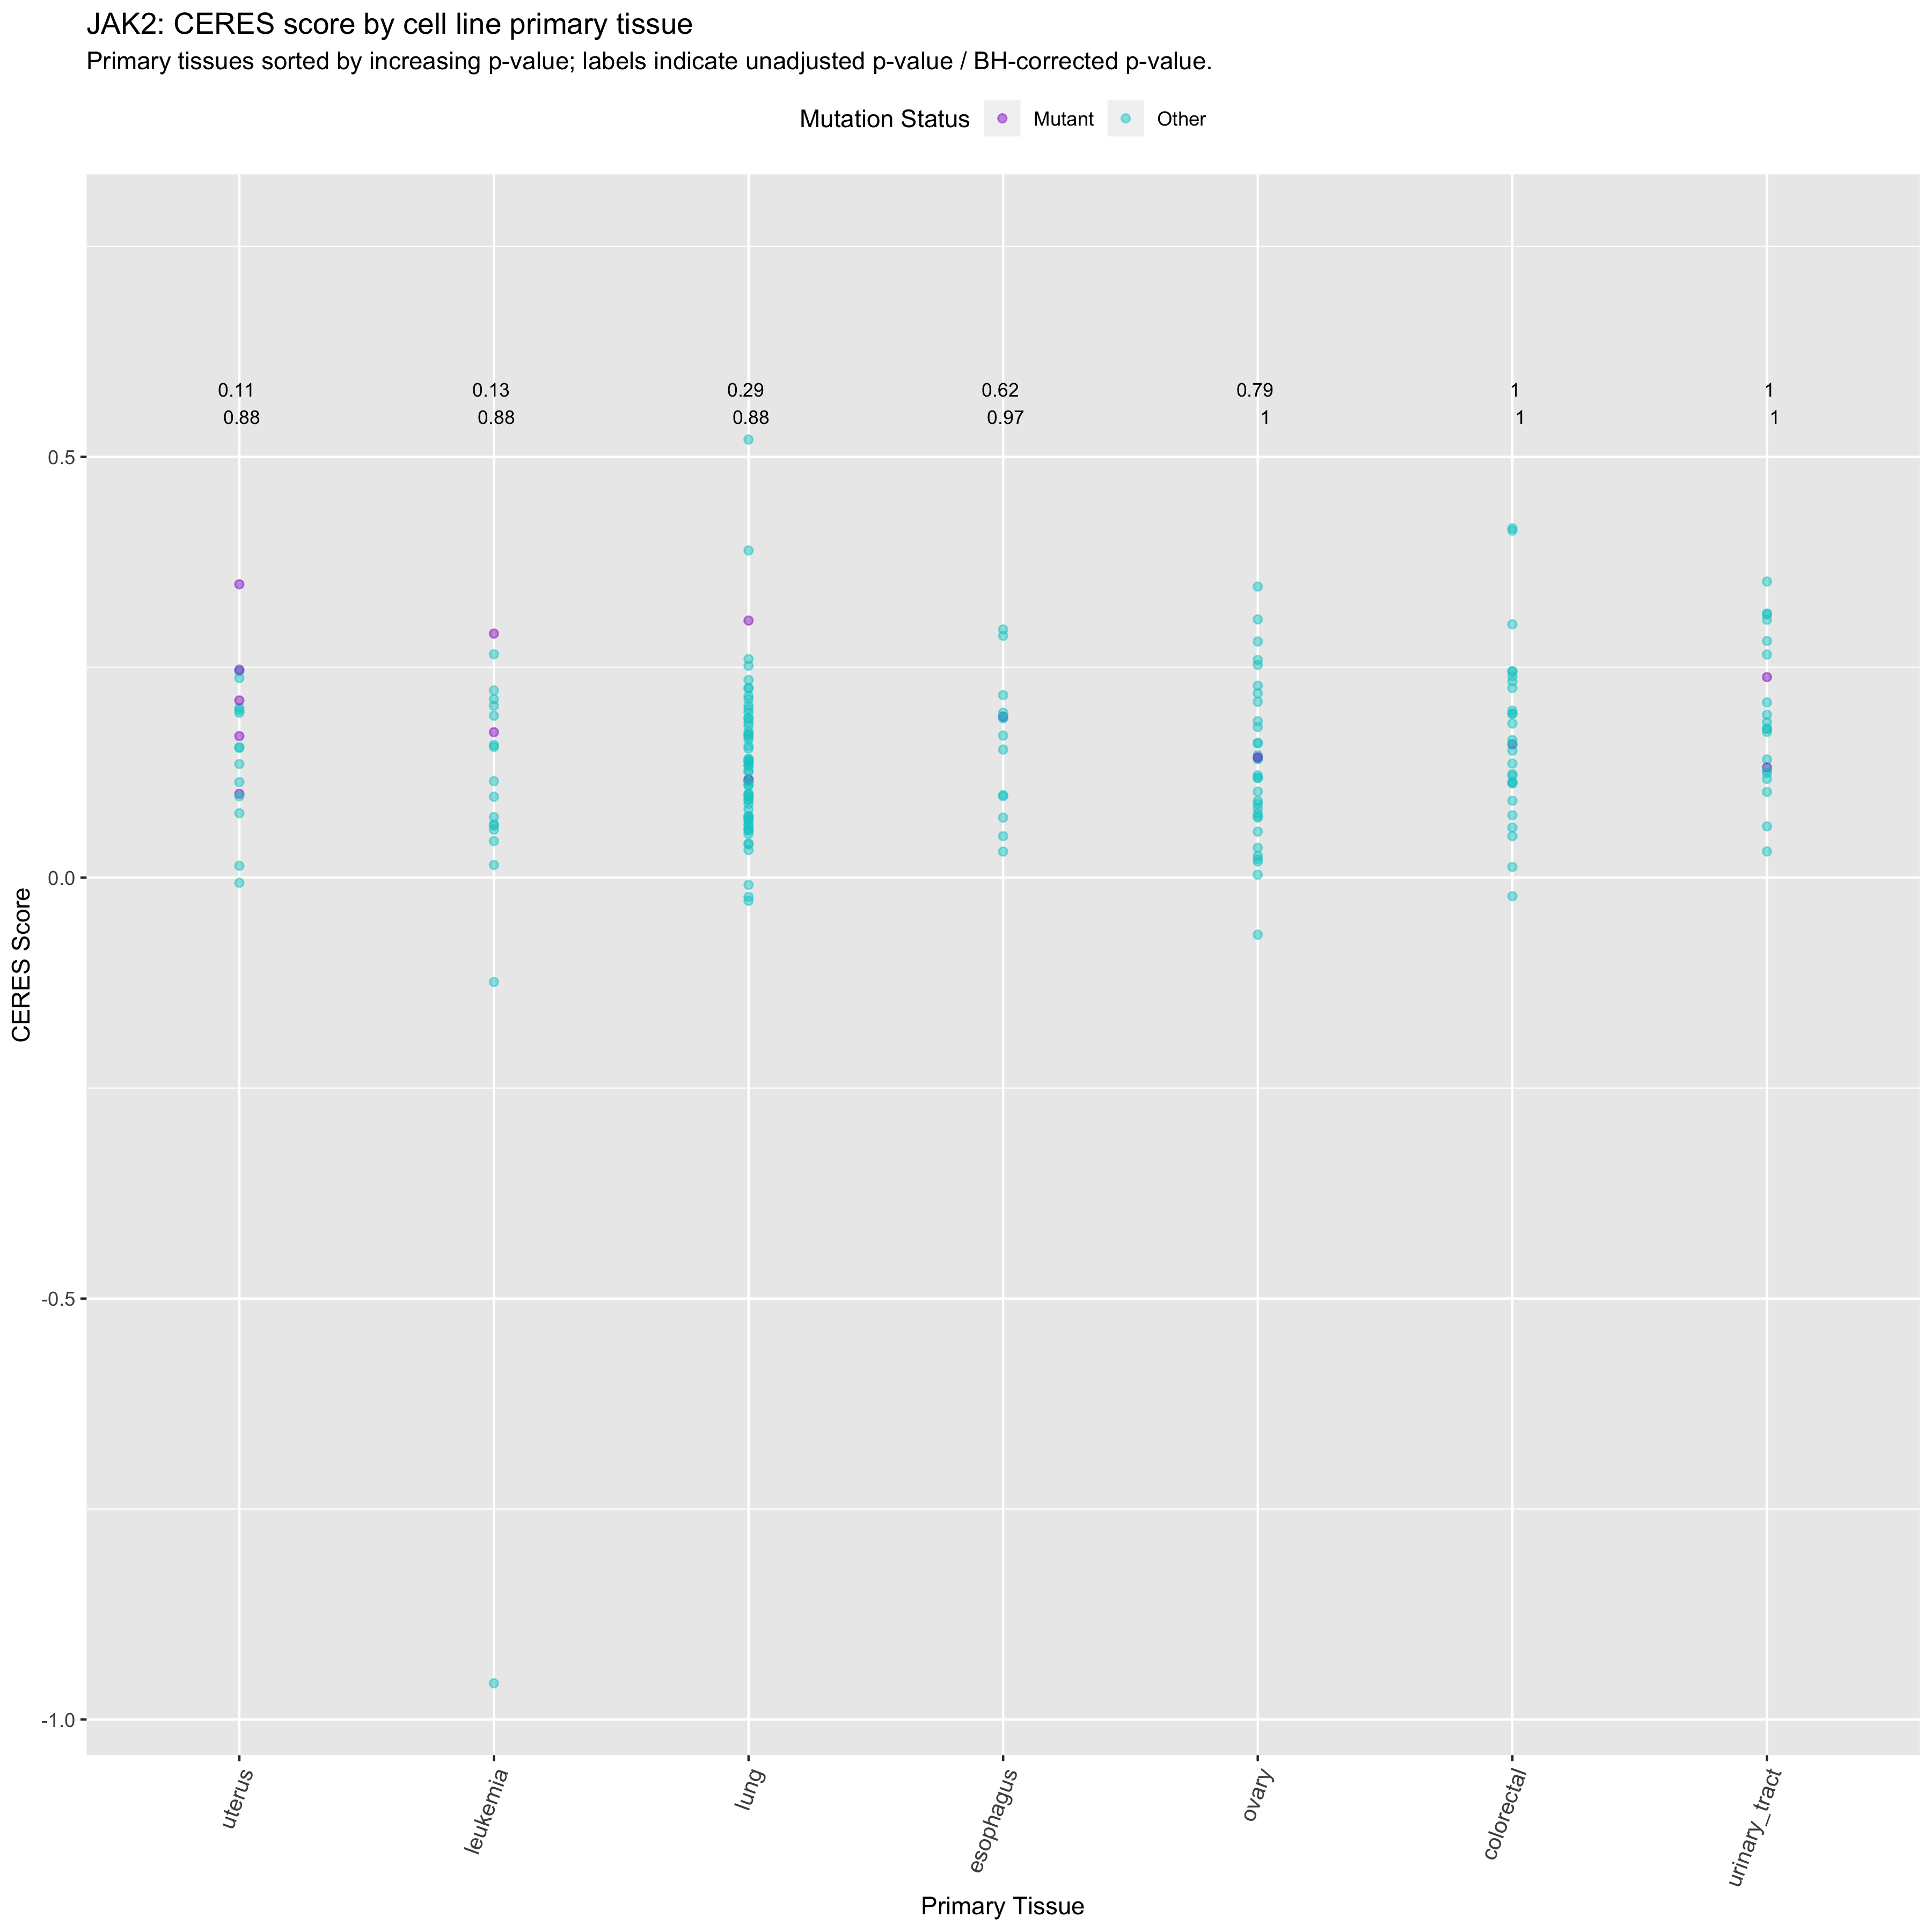 JAK2: CERES score by cell line primary tissue
Primary tissues sorted by increasing p-value; labels indicate unadjusted p-value / BH-corrected p-value.
Mutation Status Mutant Other
0.11 0.13 0.29 0.62 0.79 1 1
0.88 0.88 0.88 0.97 1 1 1
0.5
0.0
-0.5
-1.0
CERES Score
uterus leukemia lung esophagus ovary colorectal urinary_tract
Primary Tissue